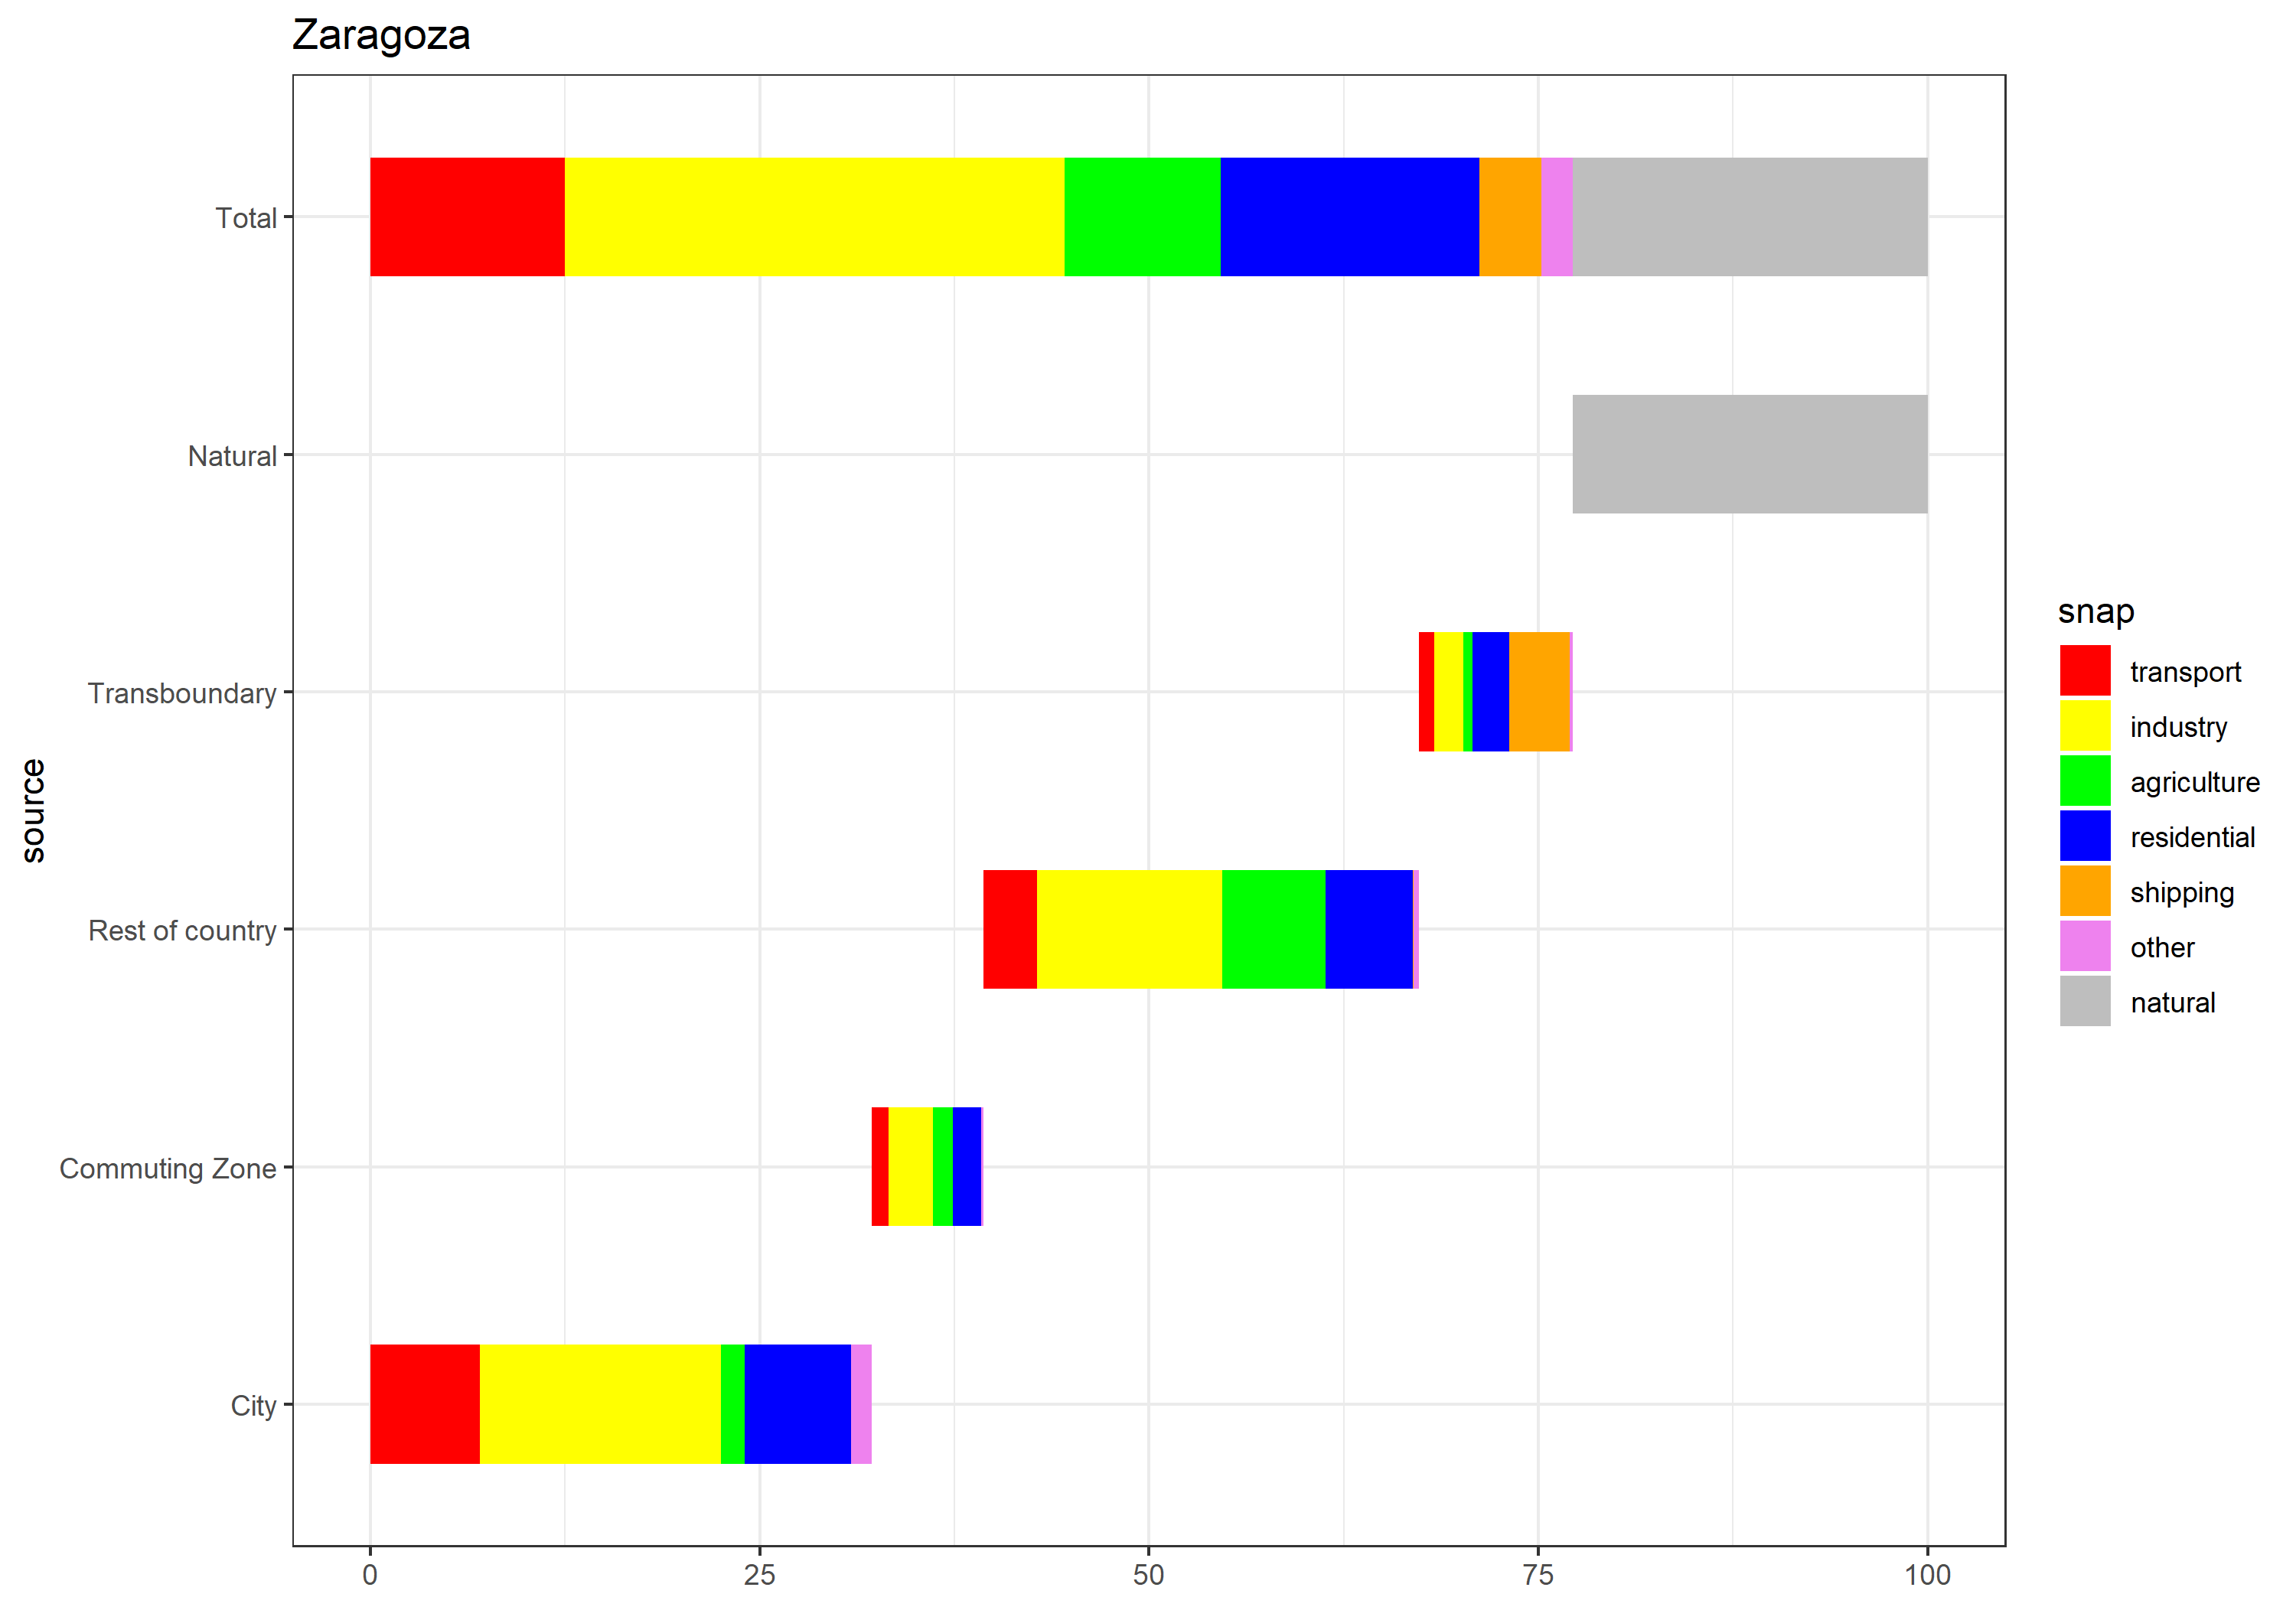 Zaragoza
Total
Natural
Transboundary
Rest of country
Commuting Zone
City
source
0 25 50 75 100
snap
transport
industry
agriculture
residential
shipping
other
natural